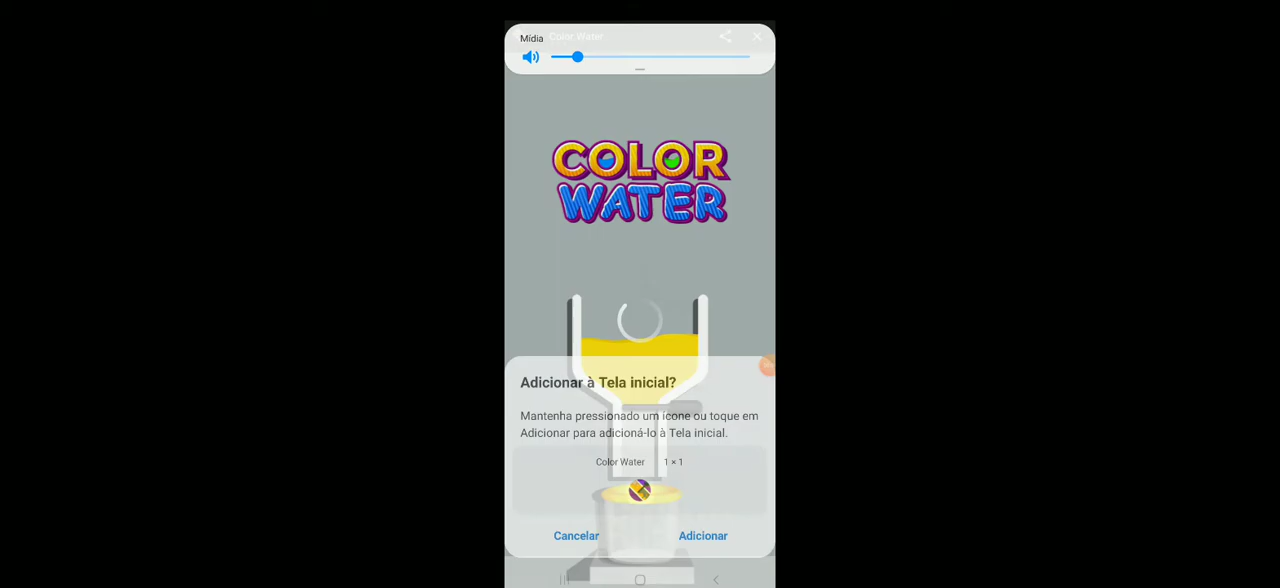 Mídia
Color Water
COLOR
WATER
Adicionar à Tela inicial?
Mantenha pressionado um ícone ou toque em
Adicionar para adicioná-lo à Tela inicial.
Color Water 1 × 1
Cancelar Adicionar